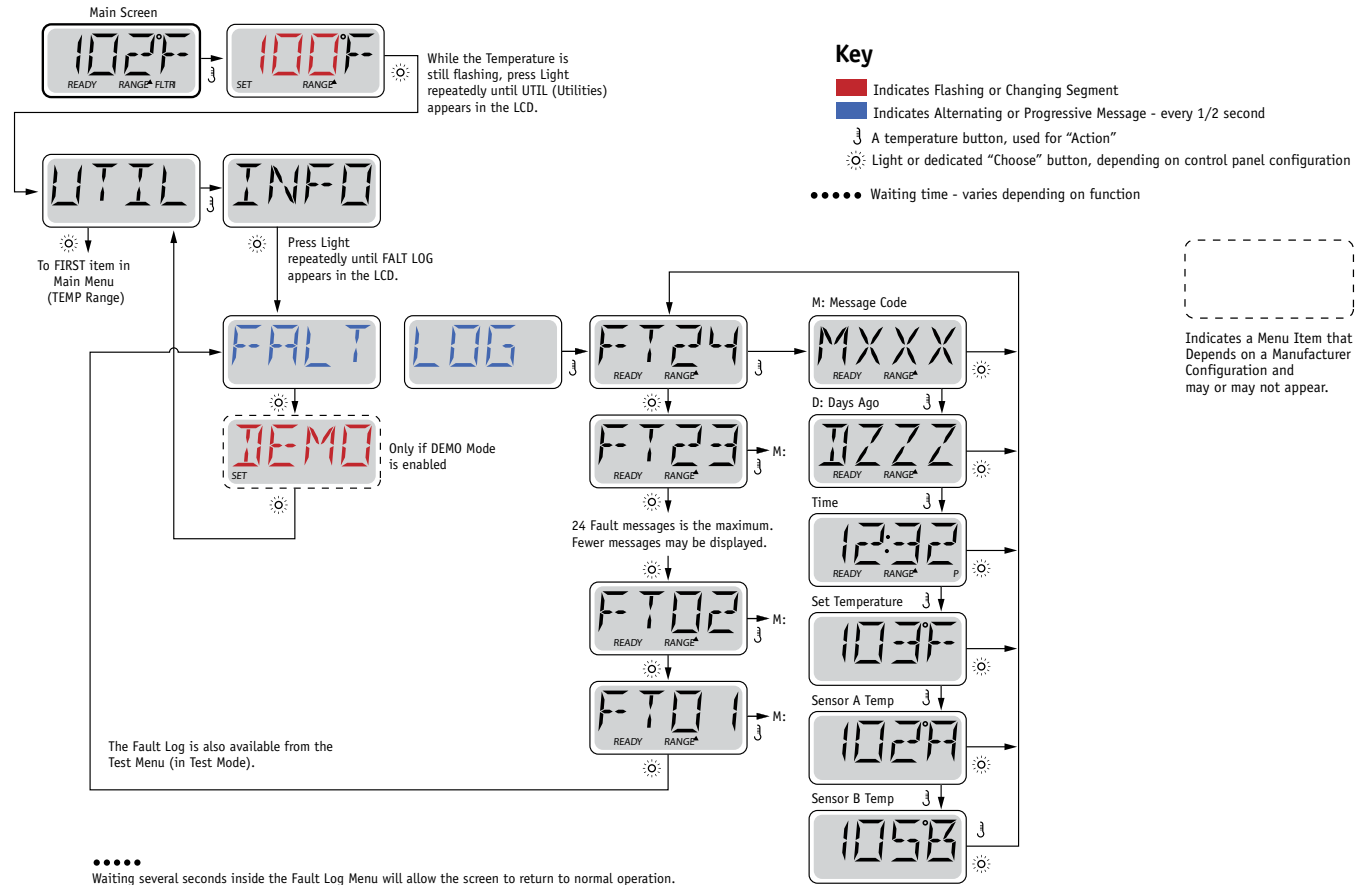 Main Screen
102°F
READY RANGE FLTR1
100°F
SET RANGE
While the Temperature is
still flashing, press Light
repeatedly until UTIL (Utilities)
appears in the LCD.
Key
Indicates Flashing or Changing Segment
Indicates Alternating or Progressive Message - every 1/2 second
A temperature button, used for “Action”
Light or dedicated “Choose” button, depending on control panel configuration
Waiting time - varies depending on function
Indicates a Menu Item that
Depends on a Manufacturer
Configuration and
may or may not appear.
UTIL
INFO
To FIRST item in
Main Menu
(TEMP Range)
Press Light
repeatedly until FALT LOG
appears in the LCD.
FALT
LOG
DEMO
SET
Only if DEMO Mode
is enabled
FT24
READY RANGE
FT23
READY RANGE
M:
24 Fault messages is the maximum.
Fewer messages may be displayed.
FT02
READY RANGE
M:
FT01
READY RANGE
M:
M: Message Code
MXXX
READY RANGE
D: Days Ago
DZZZ
READY RANGE
Time
12:32
READY RANGE P
Set Temperature
103°F
Sensor A Temp
102°A
Sensor B Temp
105°B
The Fault Log is also available from the
Test Menu (in Test Mode).
Waiting several seconds inside the Fault Log Menu will allow the screen to return to normal operation.